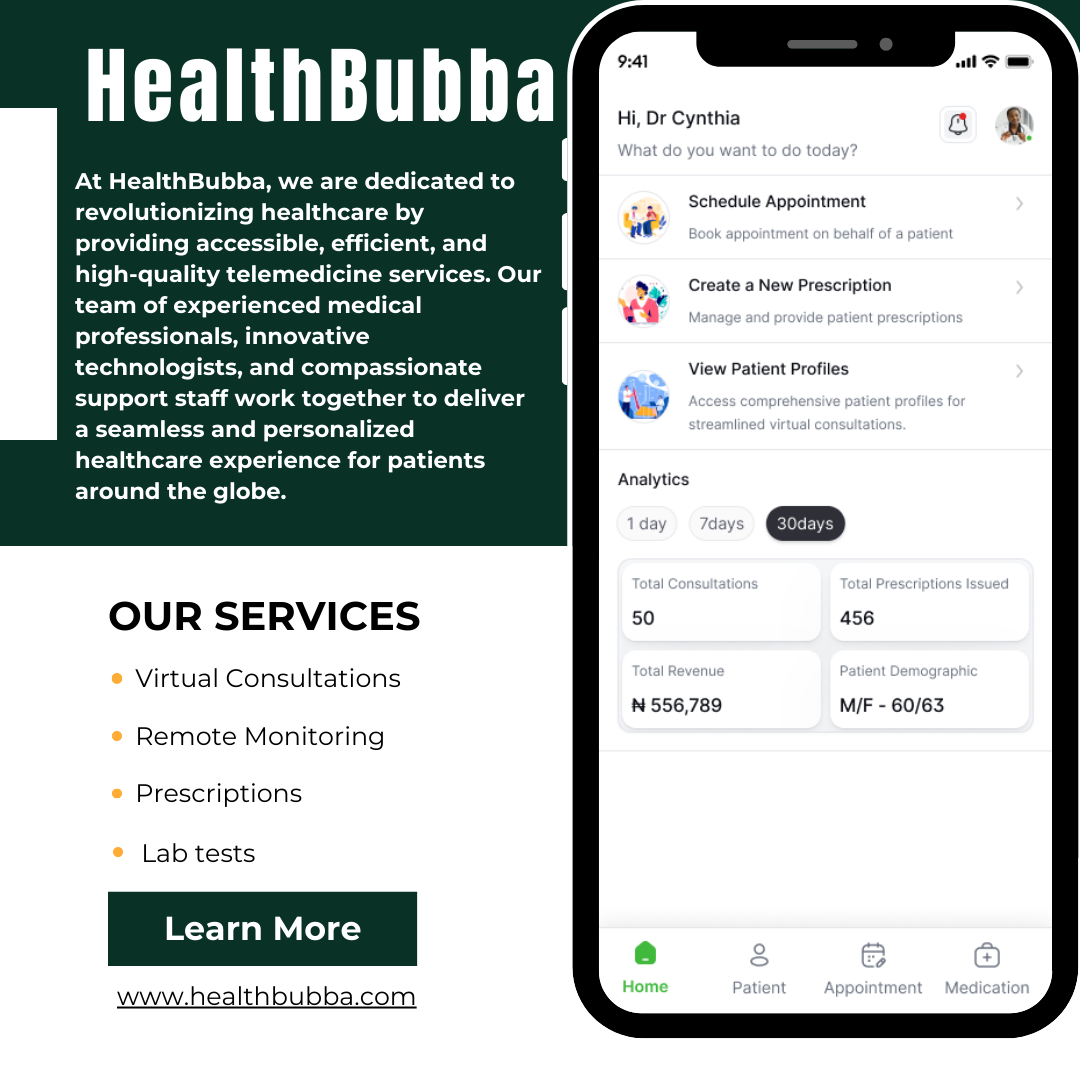 HealthBubba
At HealthBubba, we are dedicated to
revolutionizing healthcare by
providing accessible, efficient, and
high-quality telemedicine services. Our
team of experienced medical
professionals, innovative
technologists, and compassionate
support staff work together to deliver
a seamless and personalized
healthcare experience for patients
around the globe.
OUR SERVICES
Virtual Consultations
Remote Monitoring
Prescriptions
Lab tests
Learn More
www.healthbubba.com
9:41
Hi, Dr Cynthia
What do you want to do today?
Schedule Appointment
Book appointment on behalf of a patient
Create a New Prescription
Manage and provide patient prescriptions
View Patient Profiles
Access comprehensive patient profiles for
streamlined virtual consultations.
Analytics
1 day 7days 30days
Total Consultations
50
Total Prescriptions Issued
456
Total Revenue
₦ 556,789
Patient Demographic
M/F - 60/63
Home Patient Appointment Medication